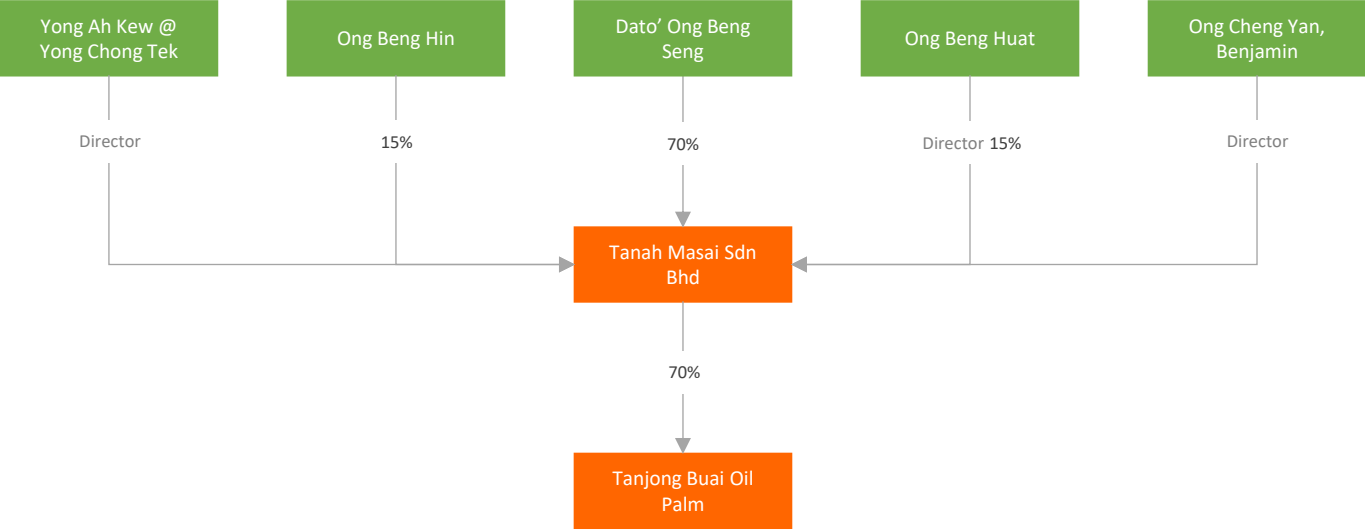 Yong Ah Kew @
Yong Chong Tek
Ong Beng Hin
Dato’ Ong Beng
Seng
Ong Beng Huat
Ong Cheng Yan,
Benjamin
Director
15%
70%
Director 15%
Director
Tanah Masai Sdn
Bhd
70%
Tanjong Buai Oil
Palm